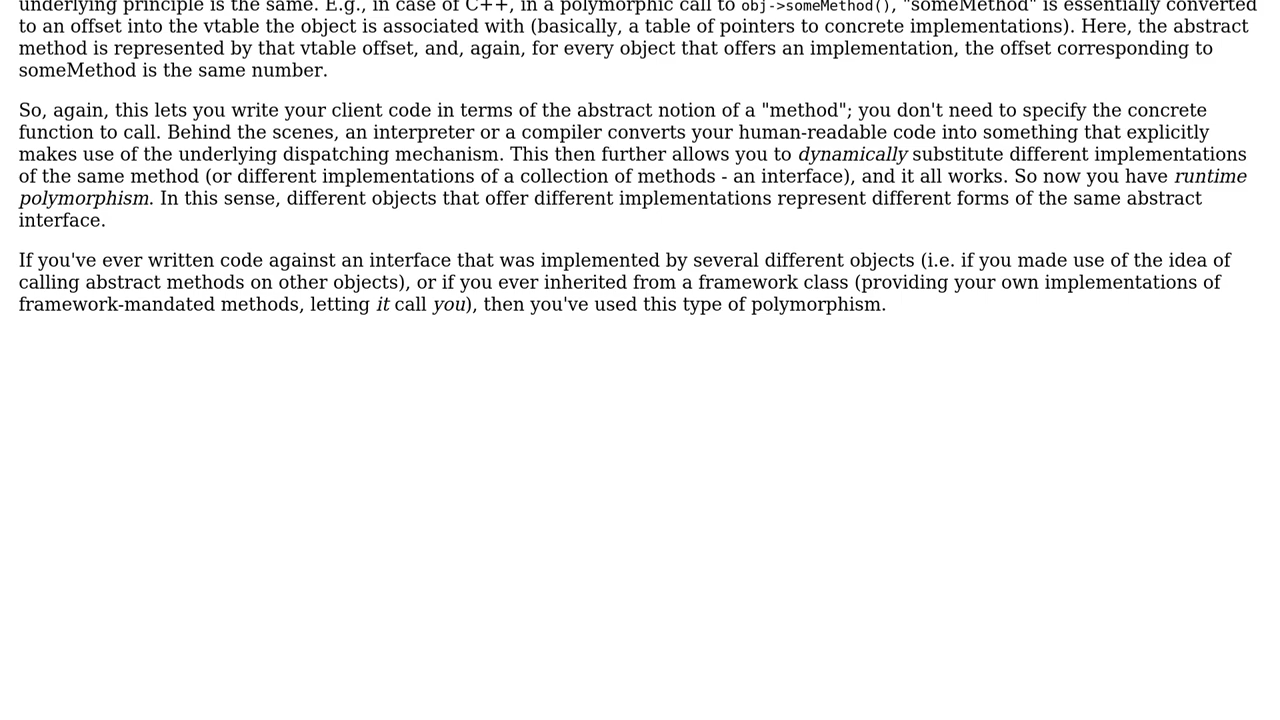 underlying principle is the same. E.g., in case of C++, in a polymorphic call to obj->someMethod(), "someMethod" is essentially converted
to an offset into the vtable the object is associated with (basically, a table of pointers to concrete implementations). Here, the abstract
method is represented by that vtable offset, and, again, for every object that offers an implementation, the offset corresponding to
someMethod is the same number.
So, again, this lets you write your client code in terms of the abstract notion of a "method"; you don't need to specify the concrete
function to call. Behind the scenes, an interpreter or a compiler converts your human-readable code into something that explicitly
makes use of the underlying dispatching mechanism. This then further allows you to dynamically substitute different implementations
of the same method (or different implementations of a collection of methods - an interface), and it all works. So now you have runtime
polymorphism. In this sense, different objects that offer different implementations represent different forms of the same abstract
interface.
If you've ever written code against an interface that was implemented by several different objects (i.e. if you made use of the idea of
calling abstract methods on other objects), or if you ever inherited from a framework class (providing your own implementations of
framework-mandated methods, letting it call you), then you've used this type of polymorphism.